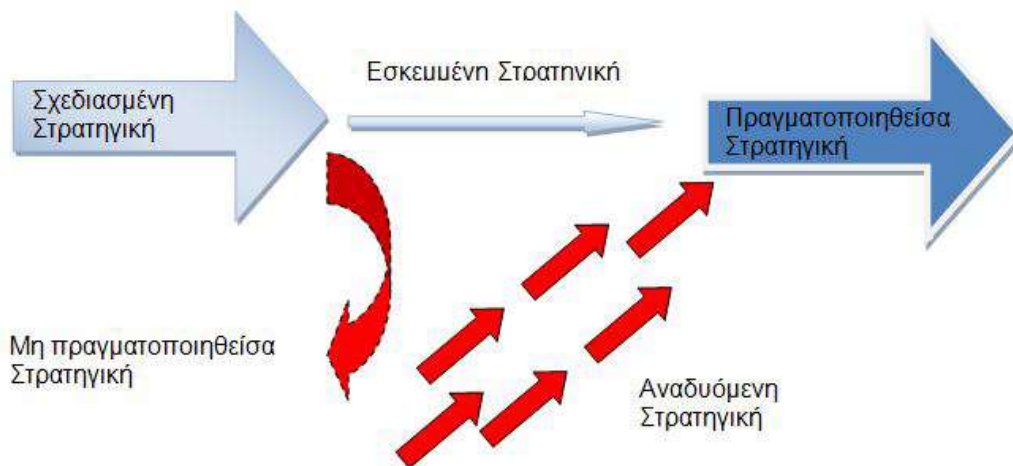 Σχεδιασμένη
Στρατηγική
Εσκεμμένη Στρατηγική
Πραγματοποιηθείσα
Στρατηγική
Μη πραγματοποιηθείσα
Στρατηγική
Αναδυόμενη
Στρατηγική